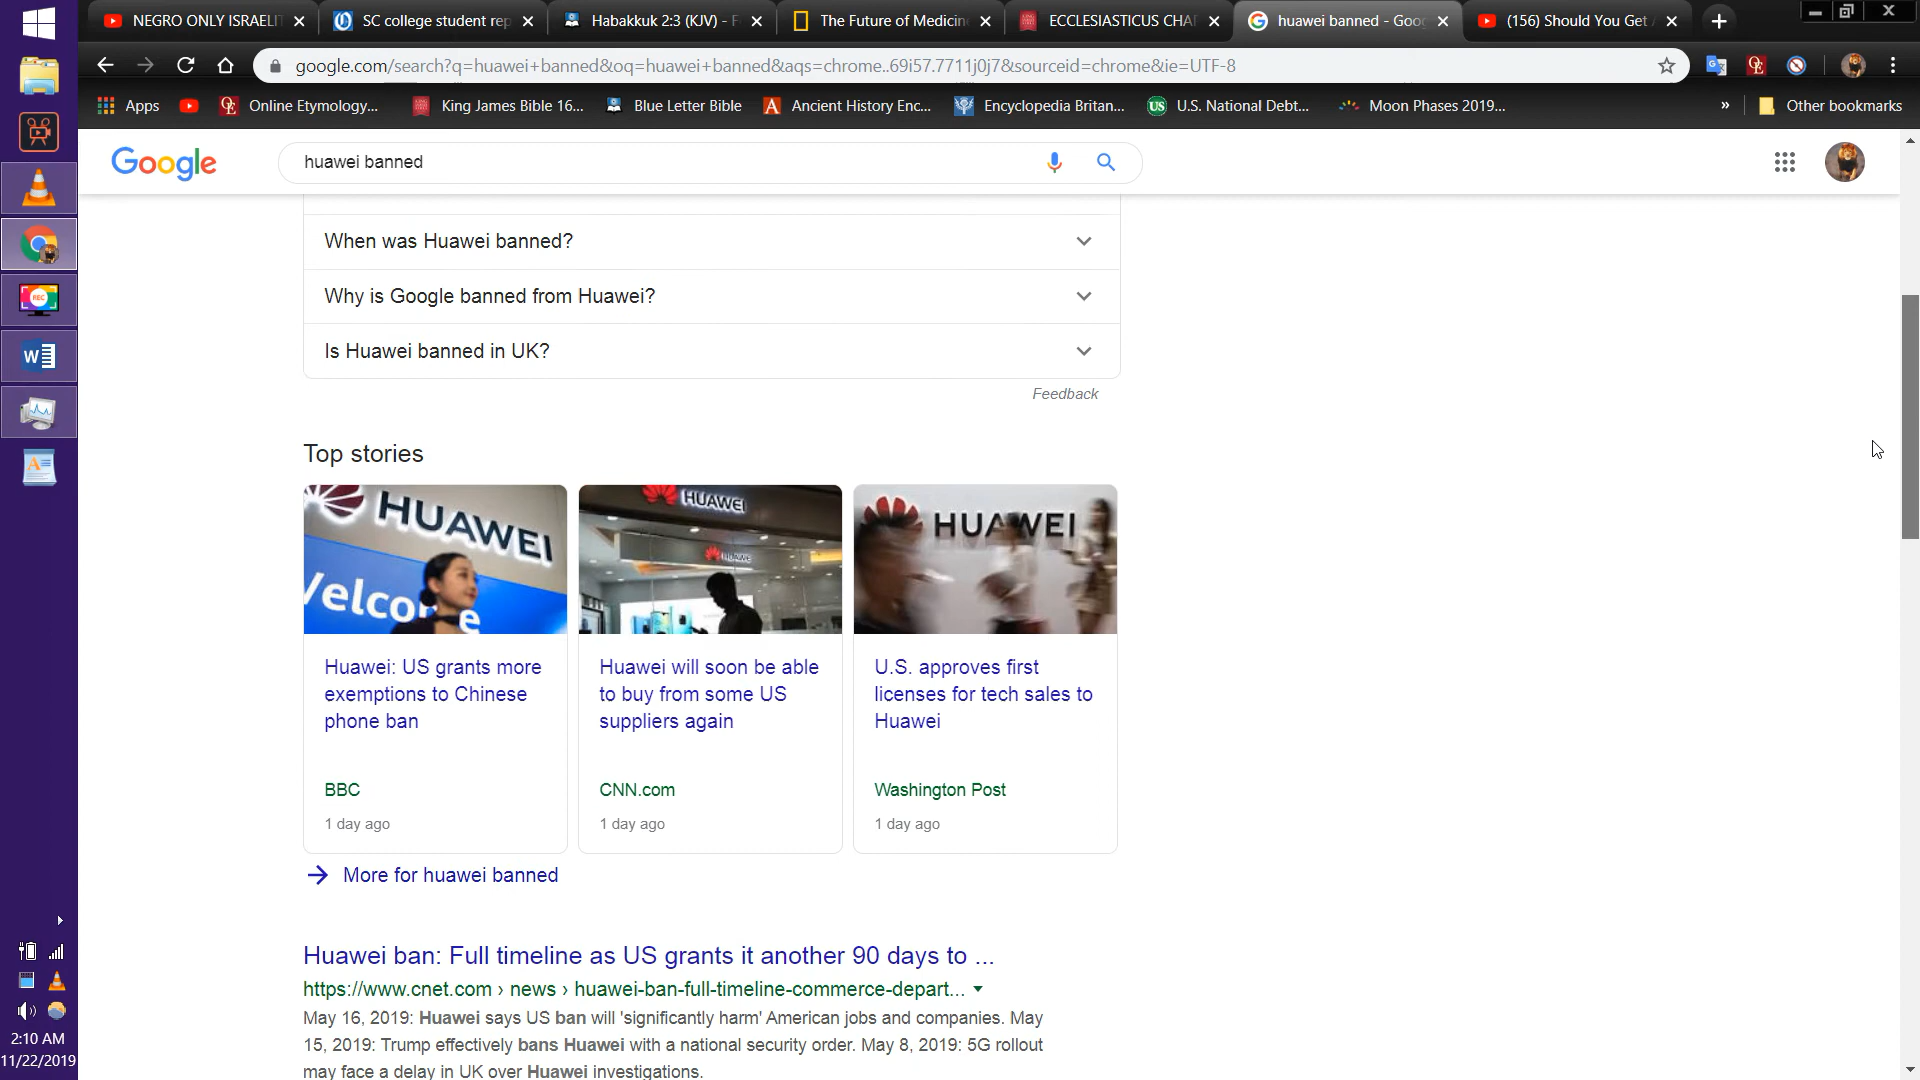 NEGRO ONLY ISRAELIT
SC college student rep
Habakkuk 2:3 (KJV) - F
The Future of Medicin
ECCLESIASTICUS CHA
huawei banned - Goog
(156) Should You Get A
google.com/search?q=huawei+banned&oq=huawei+banned&aqs=chrome..69i57.7711j0j7&sourceid=chrome&ie=UTF-8
Apps
Online Etymology...
King James Bible 16...
Blue Letter Bible
Ancient History Enc...
Encyclopedia Britan...
U.S. National Debt...
Moon Phases 2019...
»
Other bookmarks
Google
huawei banned
When was Huawei banned?
Why is Google banned from Huawei?
Is Huawei banned in UK?
Feedback
Top stories
HUAWEI
Welcome
HUAWEI
HUAWEI
HUAWEI
Huawei: US grants more
exemptions to Chinese
phone ban
BBC
1 day ago
Huawei will soon be able
to buy from some US
suppliers again
CNN.com
1 day ago
U.S. approves first
licenses for tech sales to
Huawei
Washington Post
1 day ago
More for huawei banned
Huawei ban: Full timeline as US grants it another 90 days to ...
https://www.cnet.com › news › huawei-ban-full-timeline-commerce-depart...
May 16, 2019: Huawei says US ban will 'significantly harm' American jobs and companies. May
15, 2019: Trump effectively bans Huawei with a national security order. May 8, 2019: 5G rollout
may face a delay in UK over Huawei investigations.
2:10 AM
11/22/2019